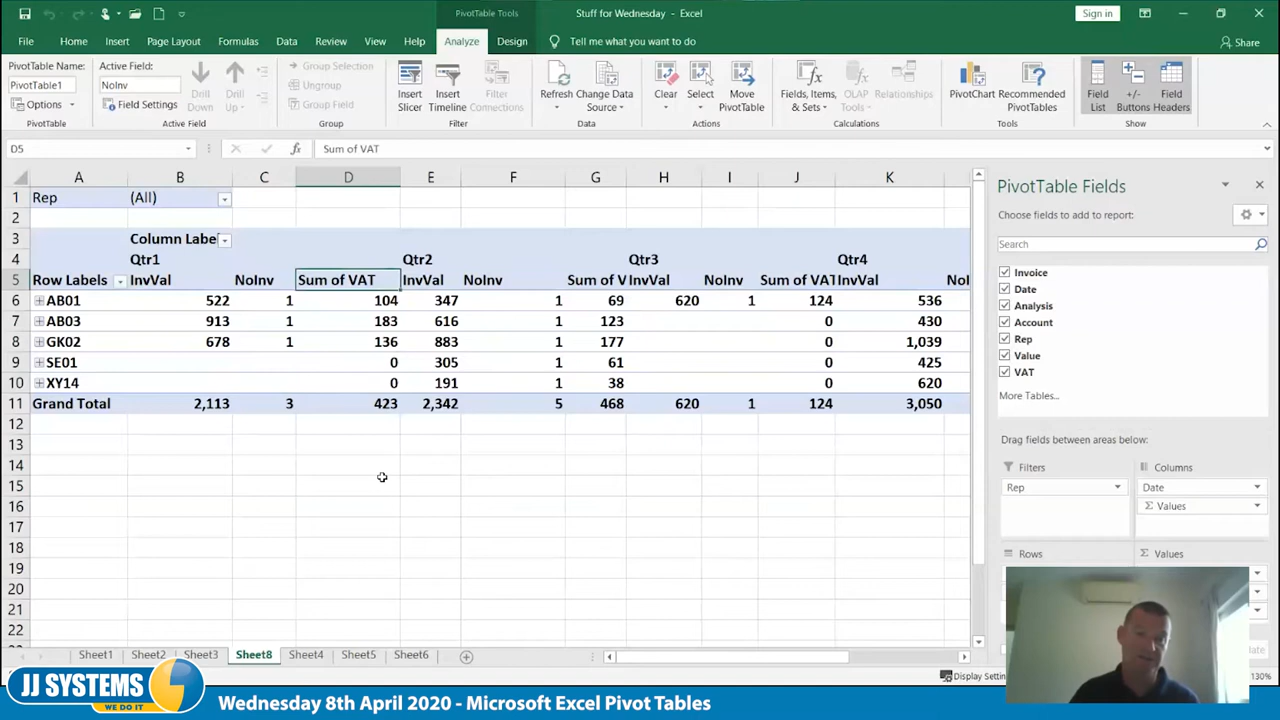 PivotTable Tools
Stuff for Wednesday - Excel
Sign in
File Home Insert Page Layout Formulas Data Review View Help Analyze Design Tell me what you want to do Share
PivotTable Name:
PivotTable1
Options
PivotTable
Active Field:
NoInv
Field Settings
Drill Down
Drill Up
Active Field
Group Selection
Ungroup
Group Field
Group
Insert Slicer
Insert Timeline
Filter Connections
Filter
Refresh
Change Data Source
Data
Clear
Select
Move PivotTable
Actions
Fields, Items, & Sets
OLAP Tools
Relationships
Calculations
PivotChart
Recommended PivotTables
Tools
Field List
+/- Buttons
Field Headers
Show
D5 fx Sum of VAT
A B C D E F G H I J K
1 Rep (All)
2
3 Column Labe
4 Qtr1 Qtr2 Qtr3 Qtr4
5 Row Labels InvVal NoInv Sum of VAT InvVal NoInv Sum of V InvVal NoInv Sum of VAT InvVal NoI
6 AB01 522 1 104 347 1 69 620 1 124 536
7 AB03 913 1 183 616 1 123 0 430
8 GK02 678 1 136 883 1 177 0 1,039
9 SE01 0 305 1 61 0 425
10 XY14 0 191 1 38 0 620
11 Grand Total 2,113 3 423 2,342 5 468 620 1 124 3,050
12
13
14
15
16
17
18
19
20
21
22
PivotTable Fields
Choose fields to add to report:
Search
Invoice
Date
Analysis
Account
Rep
Value
VAT
More Tables...
Drag fields between areas below:
Filters
Rep
Columns
Date
Σ Values
Rows
Σ Values
Sheet1 Sheet2 Sheet3 Sheet8 Sheet4 Sheet5 Sheet6
Display Settin
130%
JJ SYSTEMS
WE DO IT
Wednesday 8th April 2020 - Microsoft Excel Pivot Tables